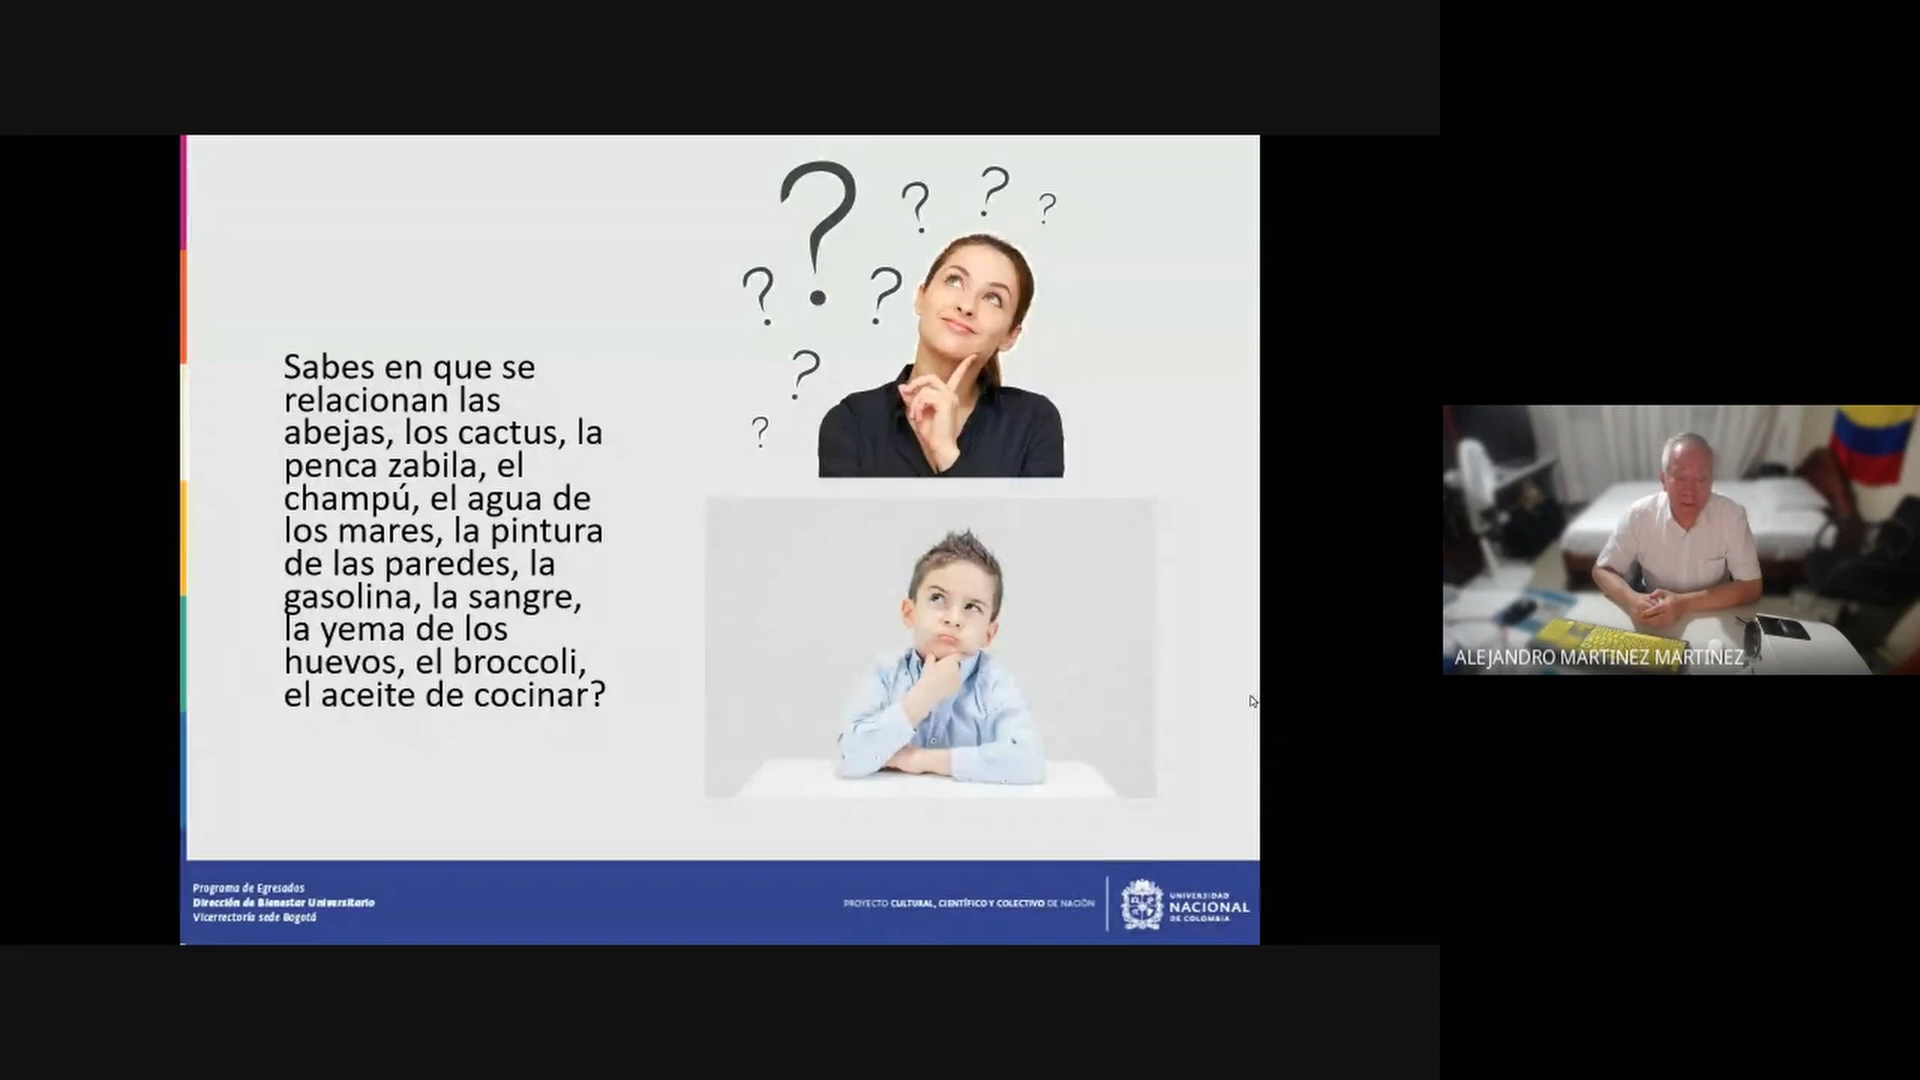 Sabes en que se
relacionan las
abejas, los cactus, la
penca zabila, el
champú, el agua de
los mares, la pintura
de las paredes, la
gasolina, la sangre,
la yema de los
huevos, el broccoli,
el aceite de cocinar?
? ? ? ?
? ?
?
?
ALEJANDRO MARTINEZ MARTÍNEZ
Programa de Egresados
Dirección de Bienestar Universitario
Vicerrectoría sede Bogotá
PROYECTO CULTURAL, CIENTÍFICO Y COLECTIVO DE NACIÓN
UNIVERSIDAD
NACIONAL
DE COLOMBIA